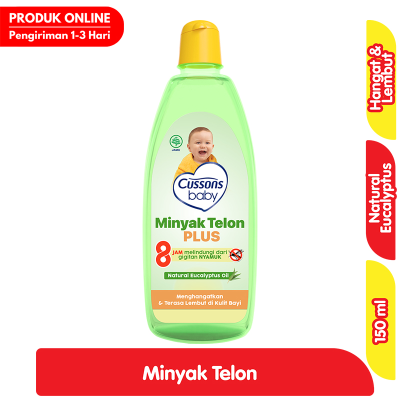 PRODUK ONLINE
Pengiriman 1-3 Hari
Hangat &
Lembut
Natural
Eucalyptus
150 ml
Cussons
baby
Minyak Telon
PLUS
8 JAM melindungi dari
gigitan NYAMUK
Natural Eucalyptus Oil
Menghangatkan
& Terasa Lembut di Kulit Bayi
Minyak Telon